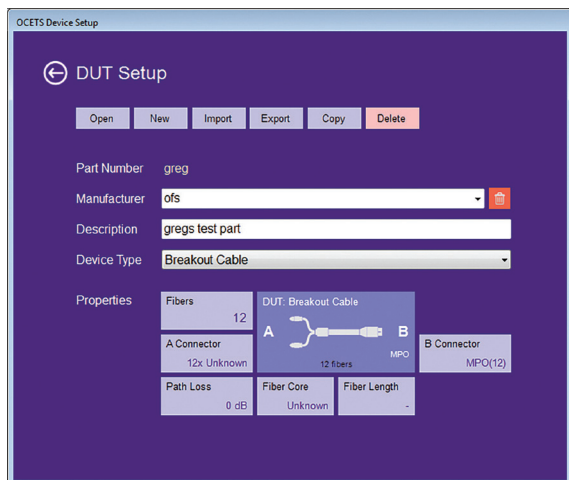 OCETS Device Setup
DUT Setup
Open New Import Export Copy Delete
Part Number greg
Manufacturer ofs
Description gregs test part
Device Type Breakout Cable
Properties
Fibers
12
DUT: Breakout Cable
A B
MPO
12 fibers
A Connector
12x Unknown
B Connector
MPO(12)
Path Loss
0 dB
Fiber Core
Unknown
Fiber Length
-